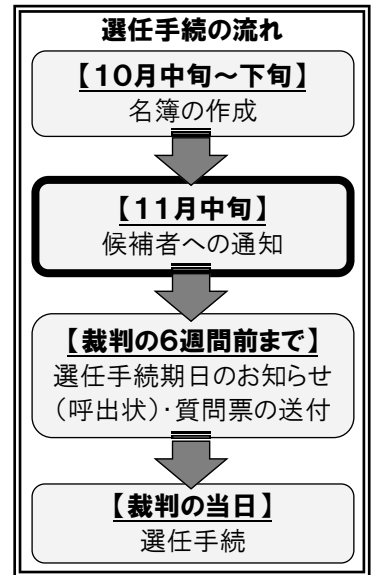 選任手続の流れ
【10月中旬～下旬】
名簿の作成
【11月中旬】
候補者への通知
【裁判の6週間前まで】
選任手続期日のお知らせ
（呼出状）・質問票の送付
【裁判の当日】
選任手続